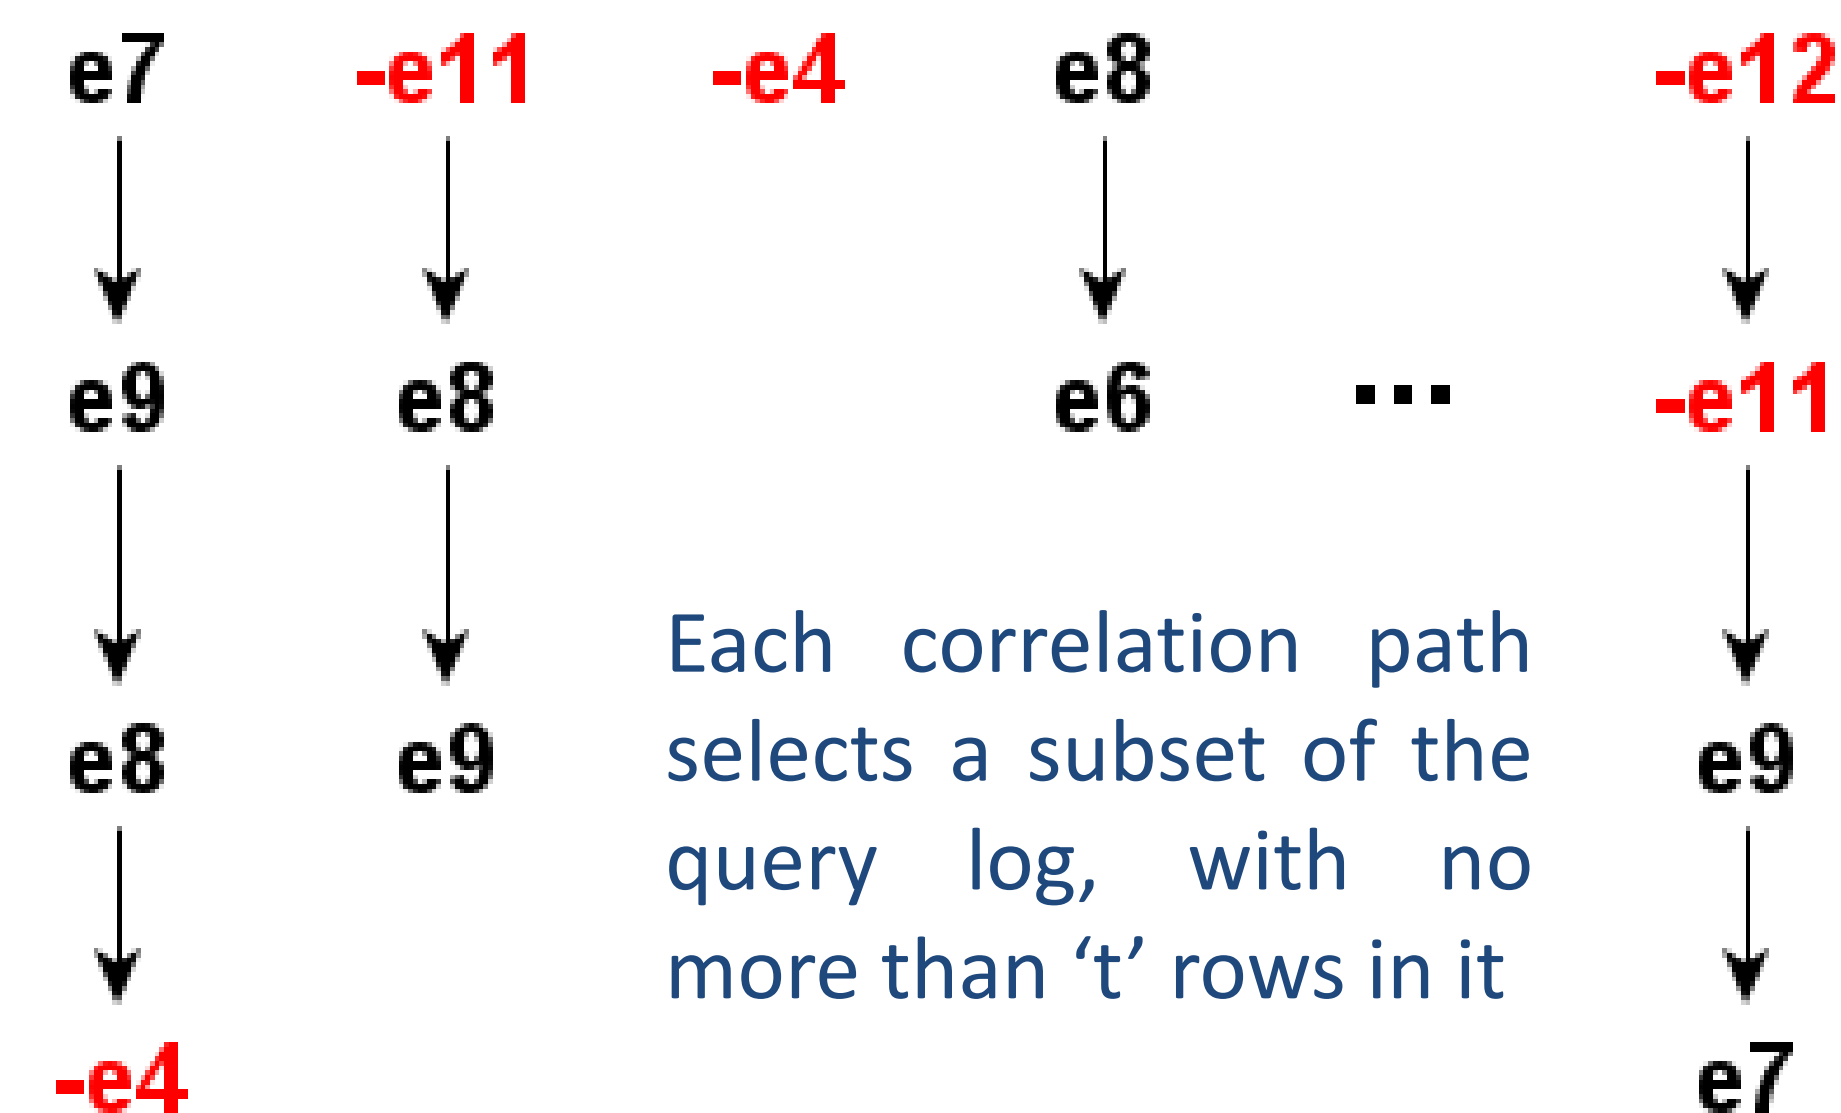 e7 -e11 -e4 e8 -e12
e9 e8 e6 ... -e11
Each correlation path
selects a subset of the
e8 e9 e9
query log, with no
more than ‘t’ rows in it
-e4 e7